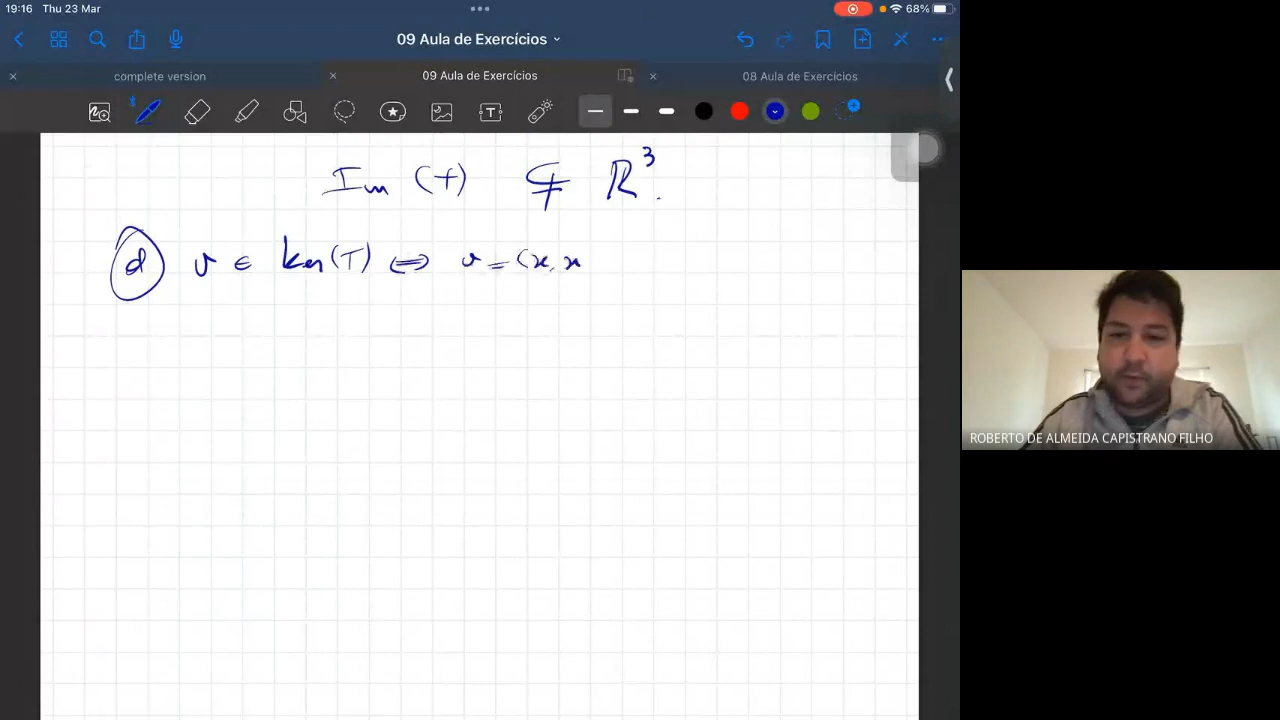 19:16 Thu 23 Mar 68%
09 Aula de Exercícios
complete version 09 Aula de Exercícios 08 Aula de Exercícios
Im (T) ⊊ ℝ³.
d) v ∈ ker(T) ⇔ v = (x, x
ROBERTO DE ALMEIDA CAPISTRANO FILHO